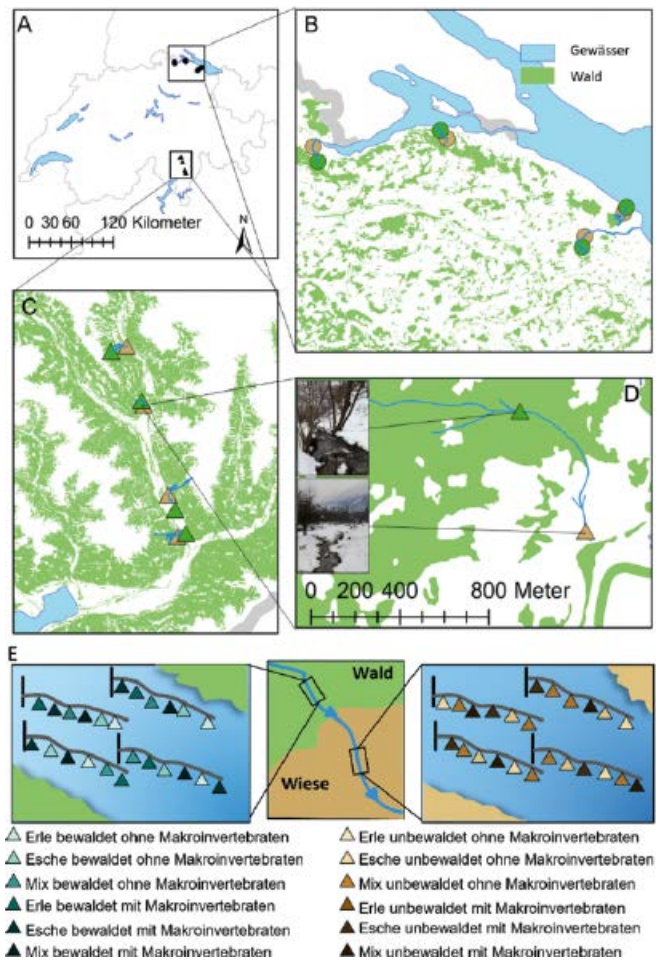 A
B
Gewässer
Wald
0 30 60 120 Kilometer
N
C
D
0 200 400 800 Meter
E
Wald
Wiese
Erle bewaldet ohne Makroinvertebraten
Esche bewaldet ohne Makroinvertebraten
Mix bewaldet ohne Makroinvertebraten
Erle bewaldet mit Makroinvertebraten
Esche bewaldet mit Makroinvertebraten
Mix bewaldet mit Makroinvertebraten
Erle unbewaldet ohne Makroinvertebraten
Esche unbewaldet ohne Makroinvertebraten
Mix unbewaldet ohne Makroinvertebraten
Erle unbewaldet mit Makroinvertebraten
Esche unbewaldet mit Makroinvertebraten
Mix unbewaldet mit Makroinvertebraten